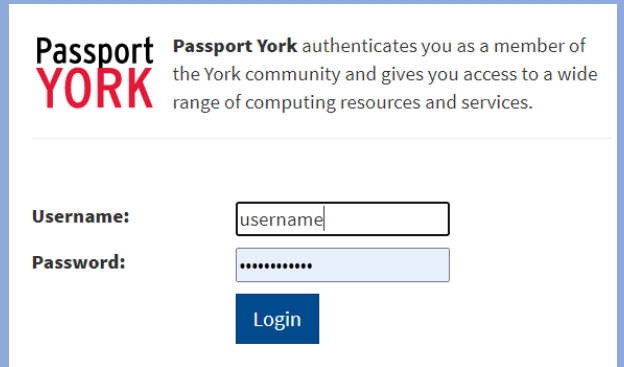 Passport
YORK
Passport York authenticates you as a member of
the York community and gives you access to a wide
range of computing resources and services.
Username:
username
Password:
••••••••••••
Login